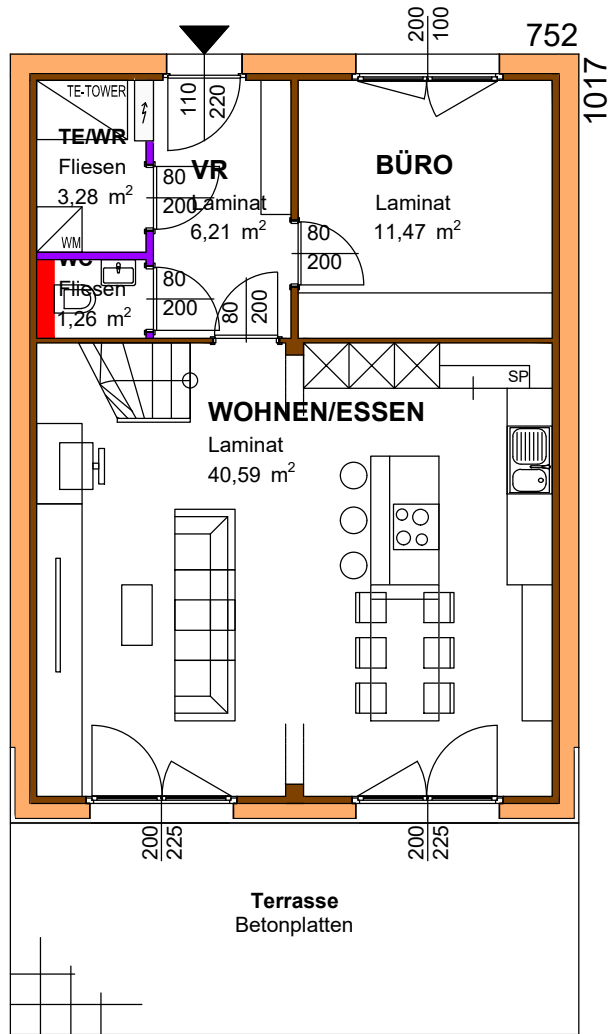 200
100
752
1017
TE-TOWER
110
220
TE/WR
Fliesen
3,28 m²
80
200
VR
Laminat
6,21 m²
BÜRO
Laminat
11,47 m²
80
200
WM
WC
Fliesen
1,26 m²
80
200
80
200
SP
WOHNEN/ESSEN
Laminat
40,59 m²
200
225
200
225
Terrasse
Betonplatten